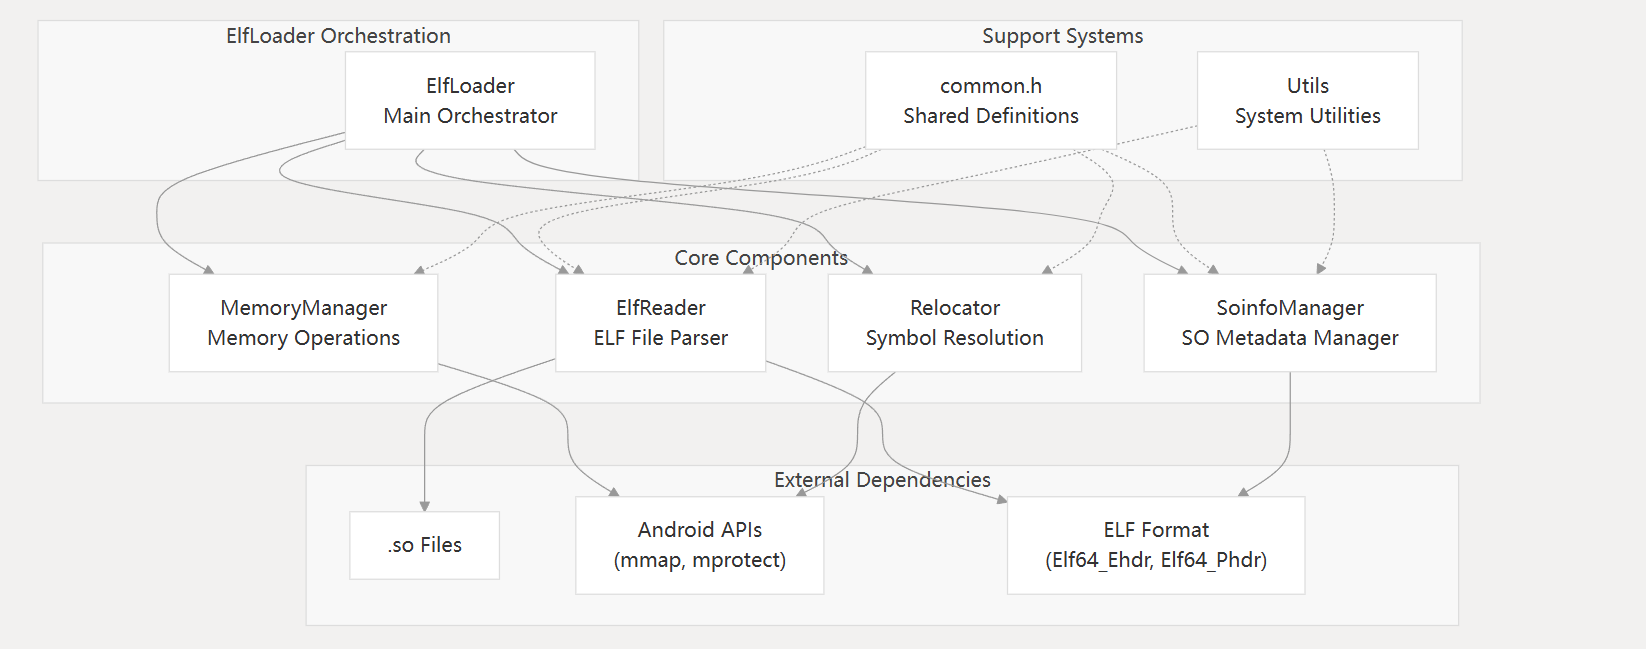 ElfLoader Orchestration
Support Systems
ElfLoader
Main Orchestrator
common.h
Shared Definitions
Utils
System Utilities
Core Components
MemoryManager
Memory Operations
ElfReader
ELF File Parser
Relocator
Symbol Resolution
SoinfoManager
SO Metadata Manager
External Dependencies
.so Files
Android APIs
(mmap, mprotect)
ELF Format
(Elf64_Ehdr, Elf64_Phdr)